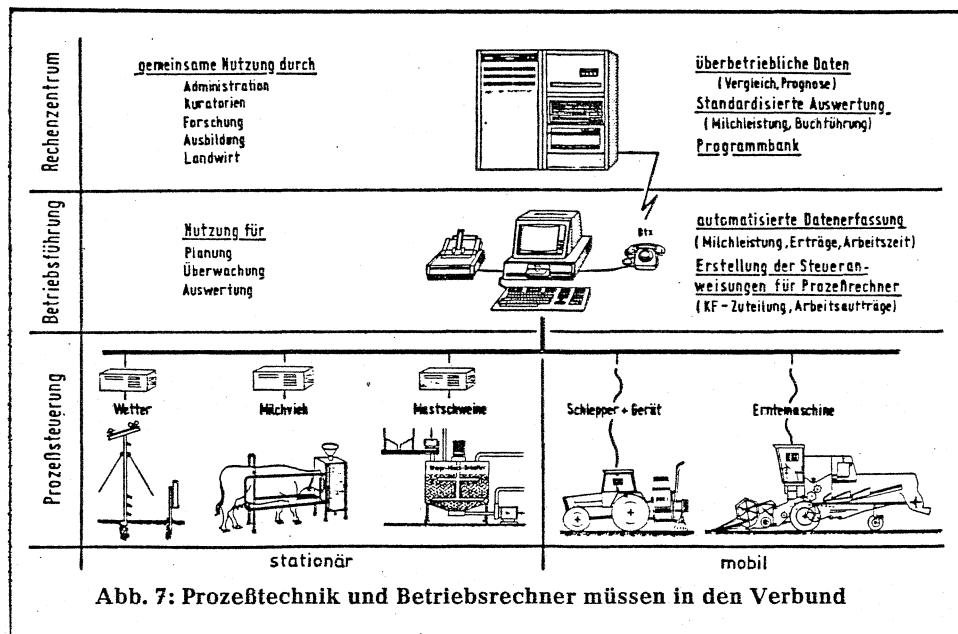 Rechenzentrum
gemeinsame Nutzung durch
Administration
Kuratorien
Forschung
Ausbildung
Landwirt
überbetriebliche Daten
(Vergleich, Prognose)
Standardisierte Auswertung
(Milchleistung, Buchführung)
Programmbank
Betriebsführung
Nutzung für
Planung
Überwachung
Auswertung
Btx
automatisierte Datenerfassung
(Milchleistung, Erträge, Arbeitszeit)
Erstellung der Steueran-
weisungen für Prozeßrechner
(KF-Zuteilung, Arbeitsautträge)
Prozeßsteuerung
Wetter
Milchvieh
Mastschweine
Schlepper + Gerät
Erntemaschine
stationär
mobil
Abb. 7: Prozeßtechnik und Betriebsrechner müssen in den Verbund